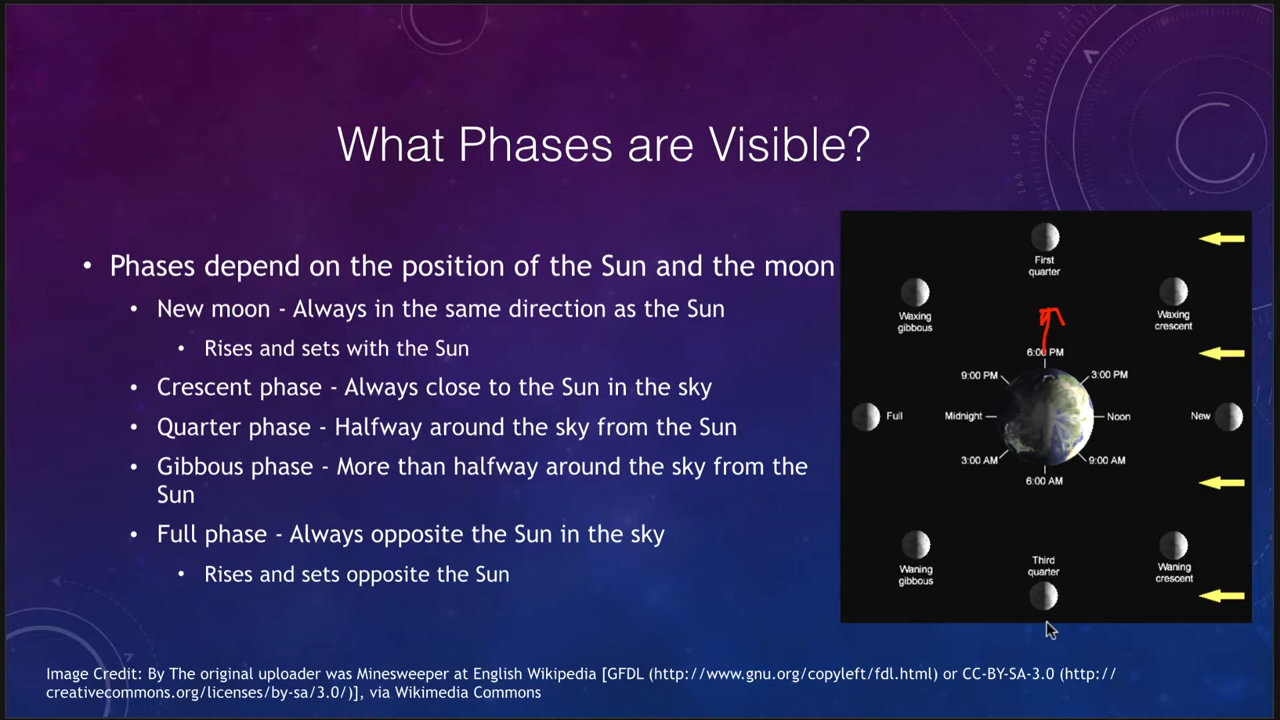 What Phases are Visible?
• Phases depend on the position of the Sun and the moon
• New moon - Always in the same direction as the Sun
• Rises and sets with the Sun
• Crescent phase - Always close to the Sun in the sky
• Quarter phase - Halfway around the sky from the Sun
• Gibbous phase - More than halfway around the sky from the
Sun
• Full phase - Always opposite the Sun in the sky
• Rises and sets opposite the Sun
First
quarter
Waxing
gibbous
Waxing
crescent
6:00 PM
9:00 PM
3:00 PM
Full
Midnight
Noon
New
3:00 AM
9:00 AM
6:00 AM
Waning
gibbous
Third
quarter
Waning
crescent
Image Credit: By The original uploader was Minesweeper at English Wikipedia [GFDL (http://www.gnu.org/copyleft/fdl.html) or CC-BY-SA-3.0 (http://
creativecommons.org/licenses/by-sa/3.0/)], via Wikimedia Commons
200
190
180
170
160